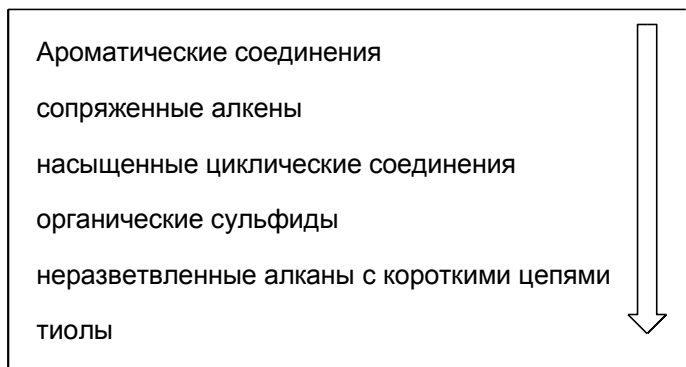 Ароматические соединения
сопряженные алкены
насыщенные циклические соединения
органические сульфиды
неразветвленные алканы с короткими цепями
тиолы